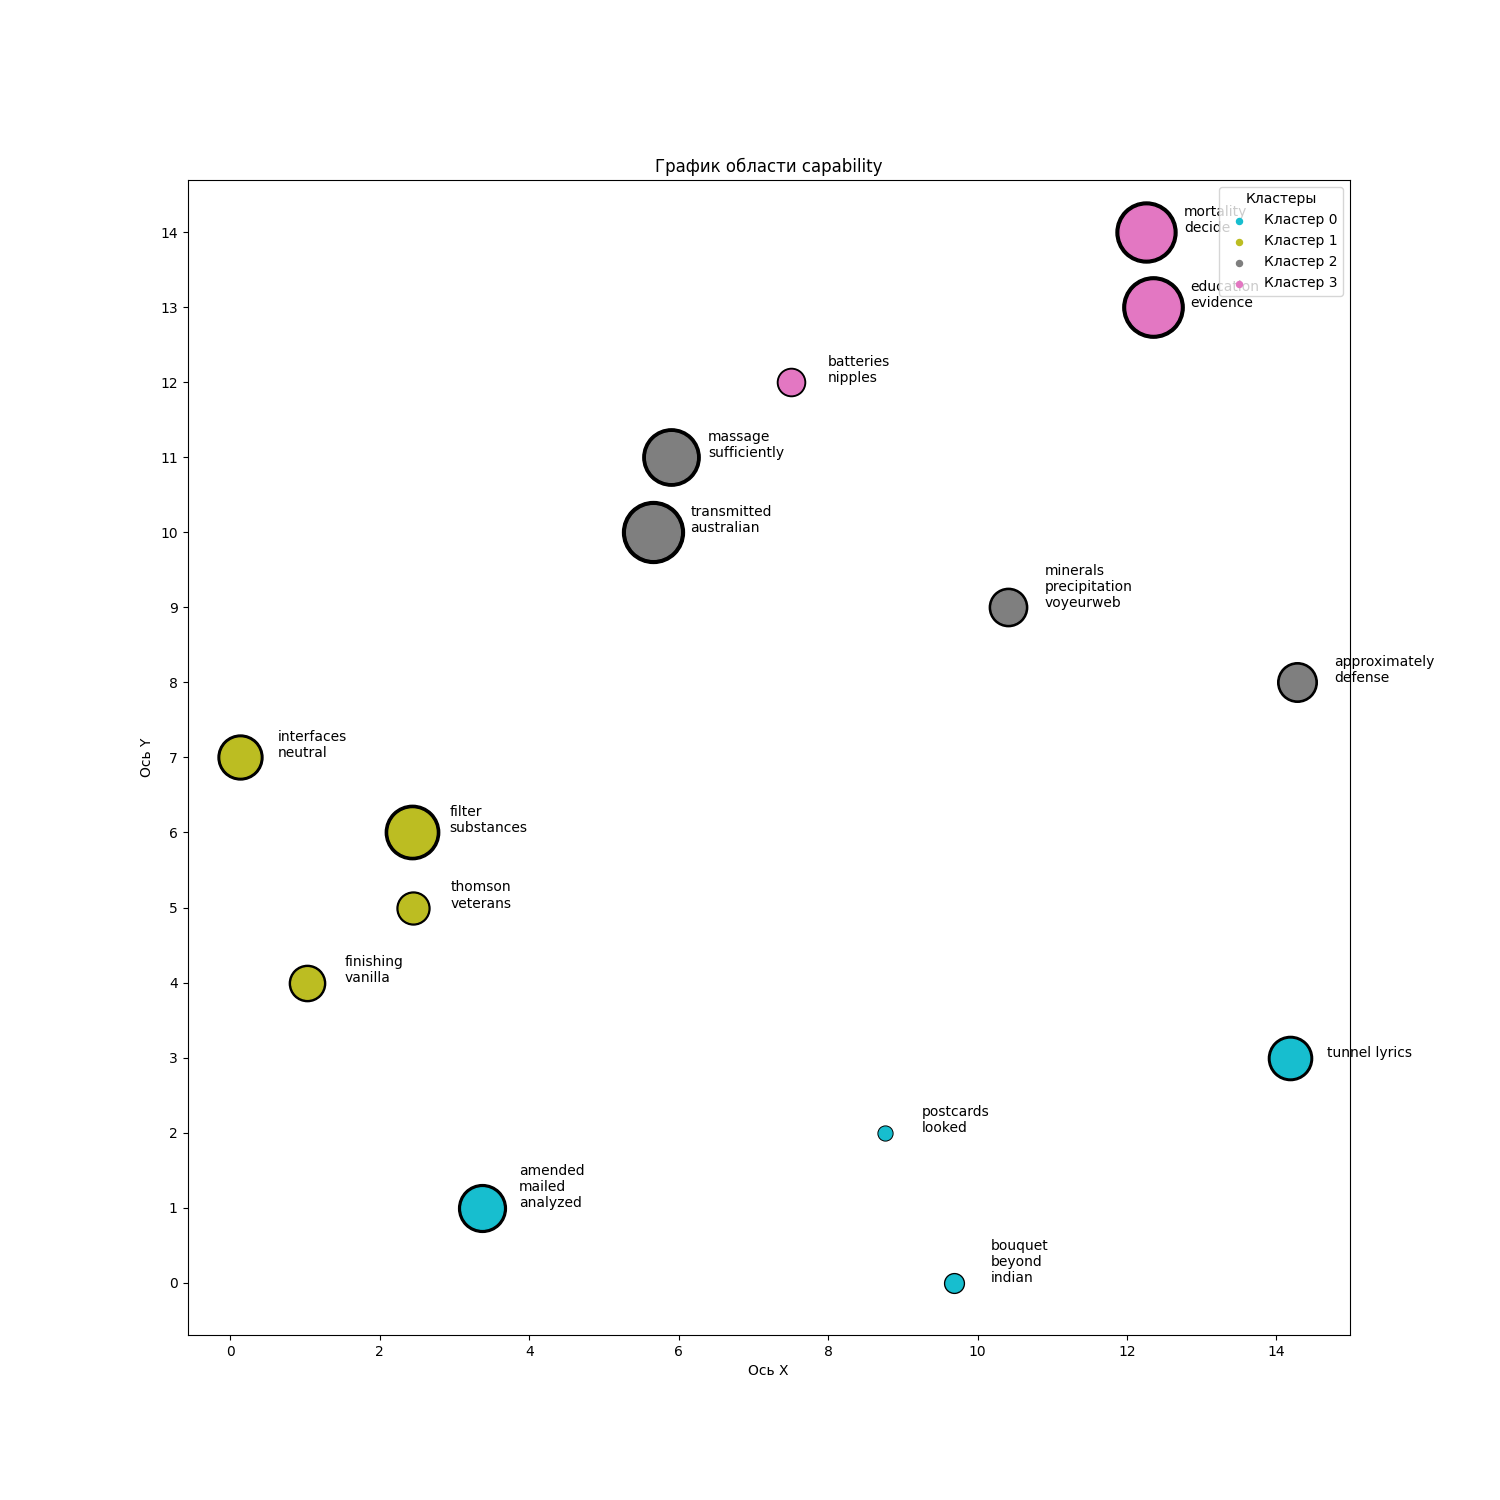 График области capability
Кластеры
Кластер 0
Кластер 1
Кластер 2
Кластер 3
mortality
decide
education
evidence
batteries
nipples
massage
sufficiently
transmitted
australian
minerals
precipitation
voyeurweb
approximately
defense
interfaces
neutral
filter
substances
thomson
veterans
finishing
vanilla
tunnel lyrics
postcards
looked
amended
mailed
analyzed
bouquet
beyond
indian
Ось Y
14
13
12
11
10
9
8
7
6
5
4
3
2
1
0
0 2 4 6 8 10 12 14
Ось X